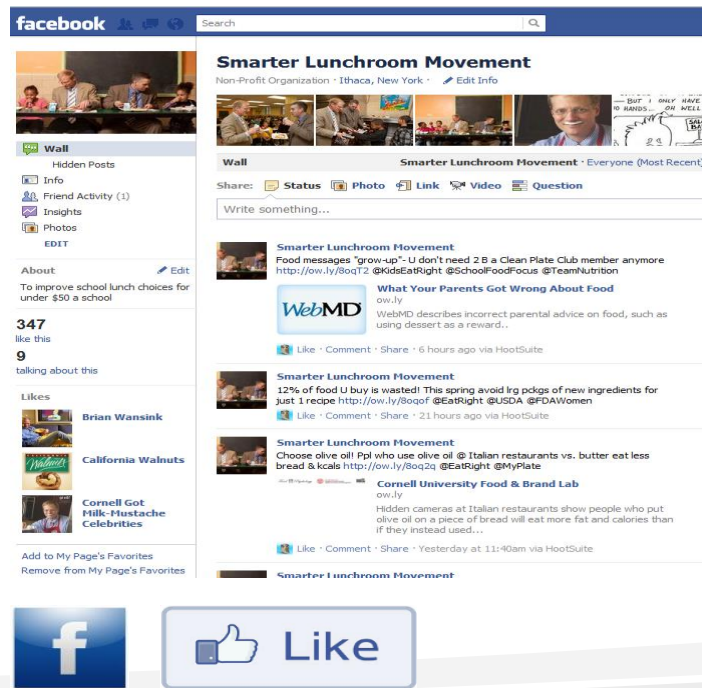 facebook
Search
Smarter Lunchroom Movement
Non-Profit Organization · Ithaca, New York · Edit Info
BUT I ONLY HAVE
HANDS... OH WELL
Wall
Hidden Posts
Info
Friend Activity (1)
Insights
Photos
EDIT
About
Edit
To improve school lunch choices for
under $50 a school
347
like this
9
talking about this
Likes
Brian Wansink
California Walnuts
Cornell Got
Milk-Mustache
Celebrities
Add to My Page's Favorites
Remove from My Page's Favorites
Wall Smarter Lunchroom Movement · Everyone (Most Recent)
Share: Status Photo Link Video Question
Write something...
Smarter Lunchroom Movement
Food messages "grow-up"- U don't need 2 B a Clean Plate Club member anymore
http://ow.ly/8oqT2 @KidsEatRight @SchoolFoodFocus @TeamNutrition
WebMD
What Your Parents Got Wrong About Food
ow.ly
WebMD describes incorrect parental advice on food, such as
using dessert as a reward..
Like · Comment · Share · 6 hours ago via HootSuite
Smarter Lunchroom Movement
12% of food U buy is wasted! This spring avoid lrg pckgs of new ingredients for
just 1 recipe http://ow.ly/8oqof @EatRight @USDA @FDAWomen
Like · Comment · Share · 21 hours ago via HootSuite
Smarter Lunchroom Movement
Choose olive oil! Ppl who use olive oil @ Italian restaurants vs. butter eat less
bread & kcals http://ow.ly/8oq2q @EatRight @MyPlate
Cornell University Food & Brand Lab
ow.ly
Hidden cameras at Italian restaurants show people who put
olive oil on a piece of bread will eat more fat and calories than
if they instead used...
Like · Comment · Share · Yesterday at 11:40am via HootSuite
Smarter Lunchroom Movement
f
Like